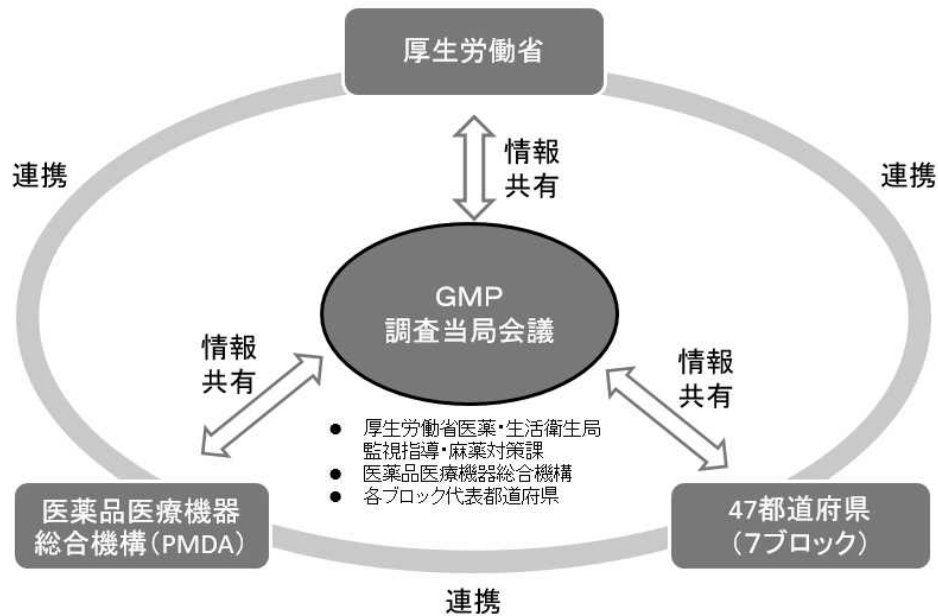 厚生労働省
情報
共有
連携
連携
GMP
調査当局会議
情報
共有
情報
共有
● 厚生労働省医薬・生活衛生局
監視指導・麻薬対策課
● 医薬品医療機器総合機構
● 各ブロック代表都道府県
医薬品医療機器
総合機構(PMDA)
47都道府県
(7ブロック)
連携